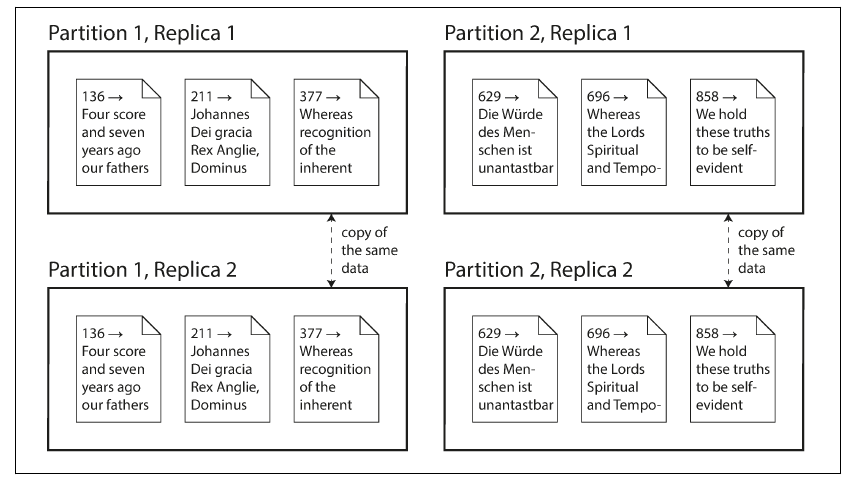 Partition 1, Replica 1
136 →
Four score
and seven
years ago
our fathers
211 →
Johannes
Dei gracia
Rex Anglie,
Dominus
377 →
Whereas
recognition
of the
inherent
Partition 2, Replica 1
629 →
Die Würde
des Men-
schen ist
unantastbar
696 →
Whereas
the Lords
Spiritual
and Tempo-
858 →
We hold
these truths
to be self-
evident
copy of
the same
data
copy of
the same
data
Partition 1, Replica 2
136 →
Four score
and seven
years ago
our fathers
211 →
Johannes
Dei gracia
Rex Anglie,
Dominus
377 →
Whereas
recognition
of the
inherent
Partition 2, Replica 2
629 →
Die Würde
des Men-
schen ist
unantastbar
696 →
Whereas
the Lords
Spiritual
and Tempo-
858 →
We hold
these truths
to be self-
evident